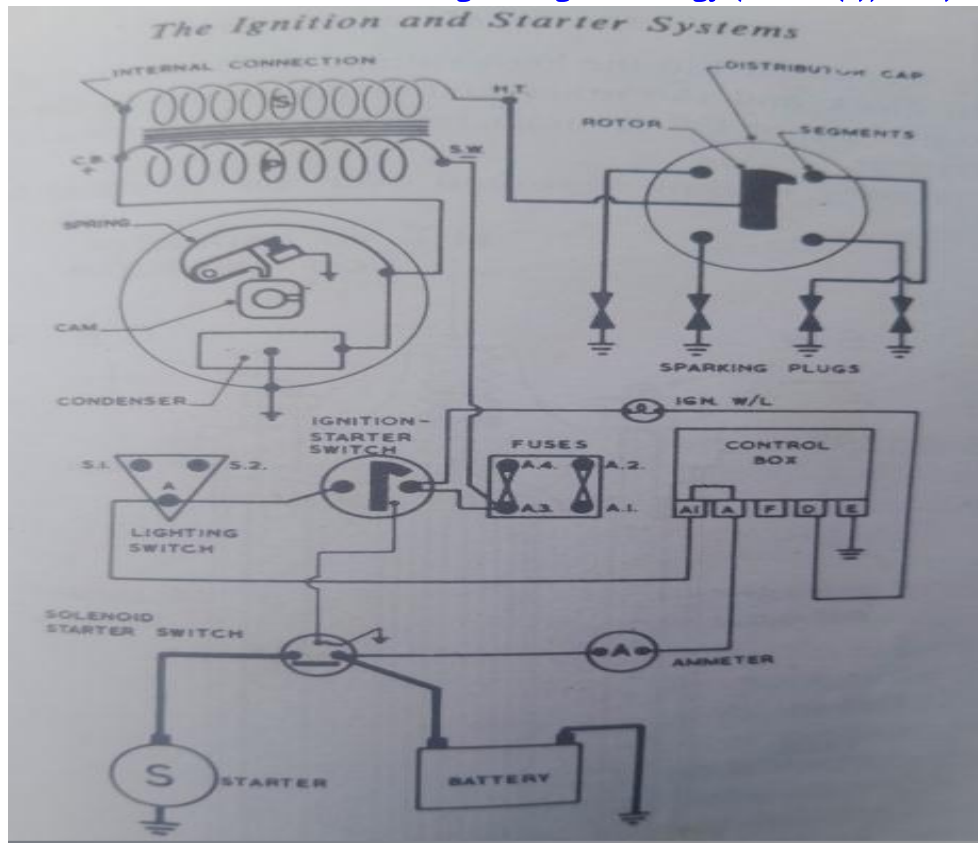 The Ignition and Starter Systems
INTERNAL CONNECTION
H.T.
DISTRIBUTOR CAP
ROTOR
SEGMENTS
S
C.B.
+
P
S.W.
–
SPRING
CAM
CONDENSER
SPARKING PLUGS
IGNITION–
STARTER
SWITCH
IGN. W/L
FUSES
CONTROL
BOX
S.1.
S.2.
A
A.4.
A.2.
A.3.
A.1.
A1
A
F
D
E
LIGHTING
SWITCH
SOLENOID
STARTER SWITCH
A
AMMETER
S
STARTER
BATTERY